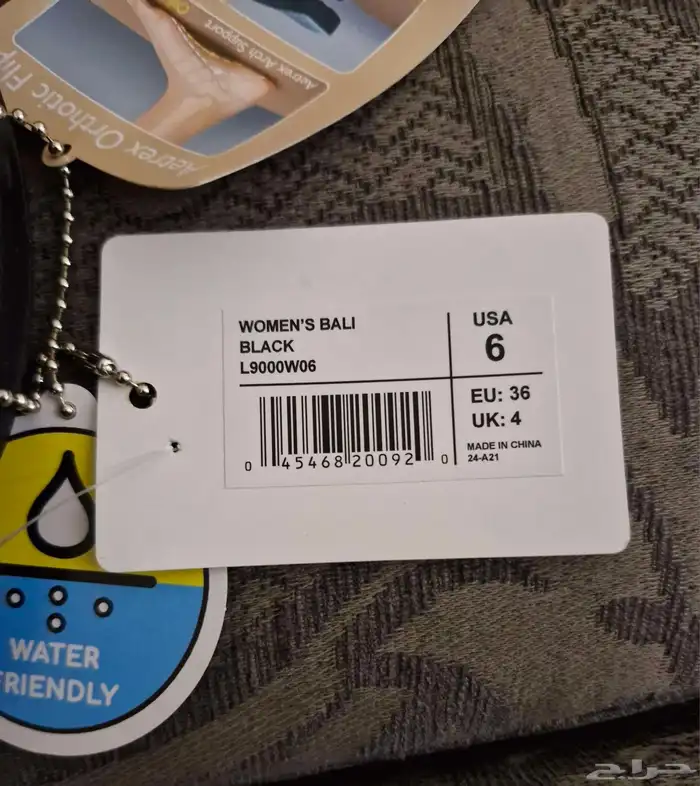 Aetrex Arch Support
Aetrex Orthotic Flip
WOMEN'S BALI
BLACK
L9000W06
USA
6
EU: 36
UK: 4
MADE IN CHINA
24-A21
0 45468 20092 0
WATER
FRIENDLY
حراج